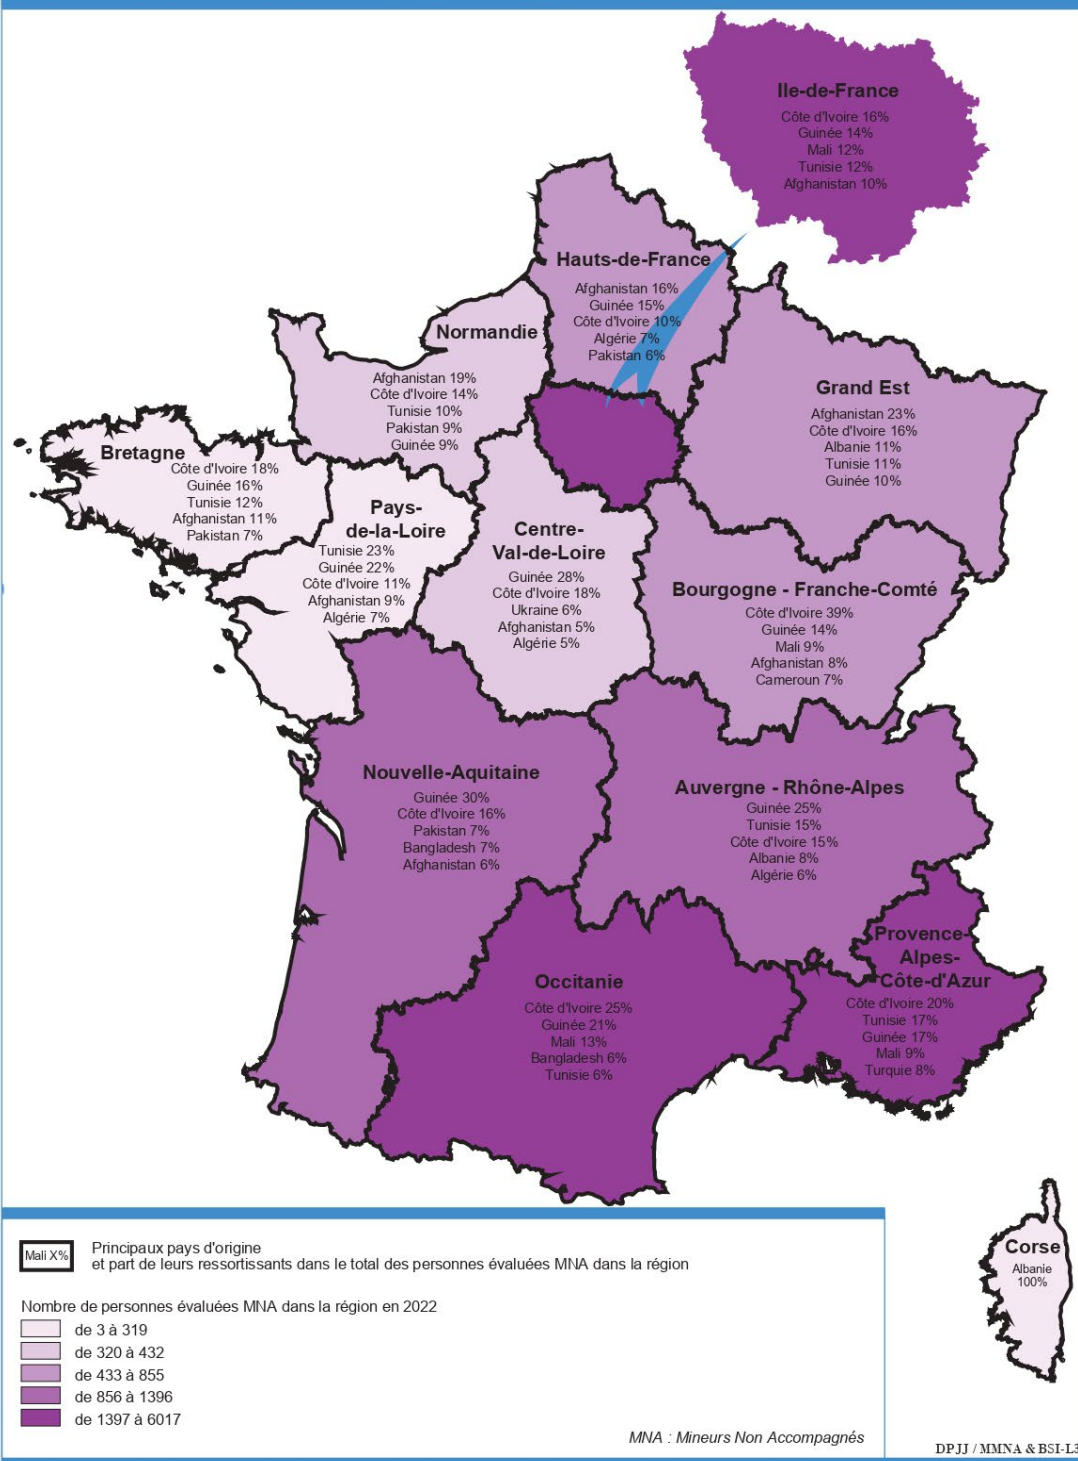 Ile-de-France
Côte d'Ivoire 16%
Guinée 14%
Mali 12%
Tunisie 12%
Afghanistan 10%
Hauts-de-France
Afghanistan 16%
Guinée 15%
Côte d'Ivoire 10%
Algérie 7%
Pakistan 6%
Normandie
Afghanistan 19%
Côte d'Ivoire 14%
Tunisie 10%
Pakistan 9%
Guinée 9%
Grand Est
Afghanistan 23%
Côte d'Ivoire 16%
Albanie 11%
Tunisie 11%
Guinée 10%
Bretagne
Côte d'Ivoire 18%
Guinée 16%
Tunisie 12%
Afghanistan 11%
Pakistan 7%
Pays-
de-la-Loire
Tunisie 23%
Guinée 22%
Côte d'Ivoire 11%
Afghanistan 9%
Algérie 7%
Centre-
Val-de-Loire
Guinée 28%
Côte d'Ivoire 18%
Ukraine 6%
Afghanistan 5%
Algérie 5%
Bourgogne - Franche-Comté
Côte d'Ivoire 39%
Guinée 14%
Mali 9%
Afghanistan 8%
Cameroun 7%
Nouvelle-Aquitaine
Guinée 30%
Côte d'Ivoire 16%
Pakistan 7%
Bangladesh 7%
Afghanistan 6%
Auvergne - Rhône-Alpes
Guinée 25%
Tunisie 15%
Côte d'Ivoire 15%
Albanie 8%
Algérie 6%
Provence-
Alpes-
Côte-d'Azur
Côte d'Ivoire 20%
Tunisie 17%
Guinée 17%
Mali 9%
Turquie 8%
Occitanie
Côte d'Ivoire 25%
Guinée 21%
Mali 13%
Bangladesh 6%
Tunisie 6%
Corse
Albanie
100%
Mali X%
Principaux pays d'origine
et part de leurs ressortissants dans le total des personnes évaluées MNA dans la région
Nombre de personnes évaluées MNA dans la région en 2022
de 3 à 319
de 320 à 432
de 433 à 855
de 856 à 1396
de 1397 à 6017
MNA : Mineurs Non Accompagnés
DPJJ / MMNA & BSI-L3